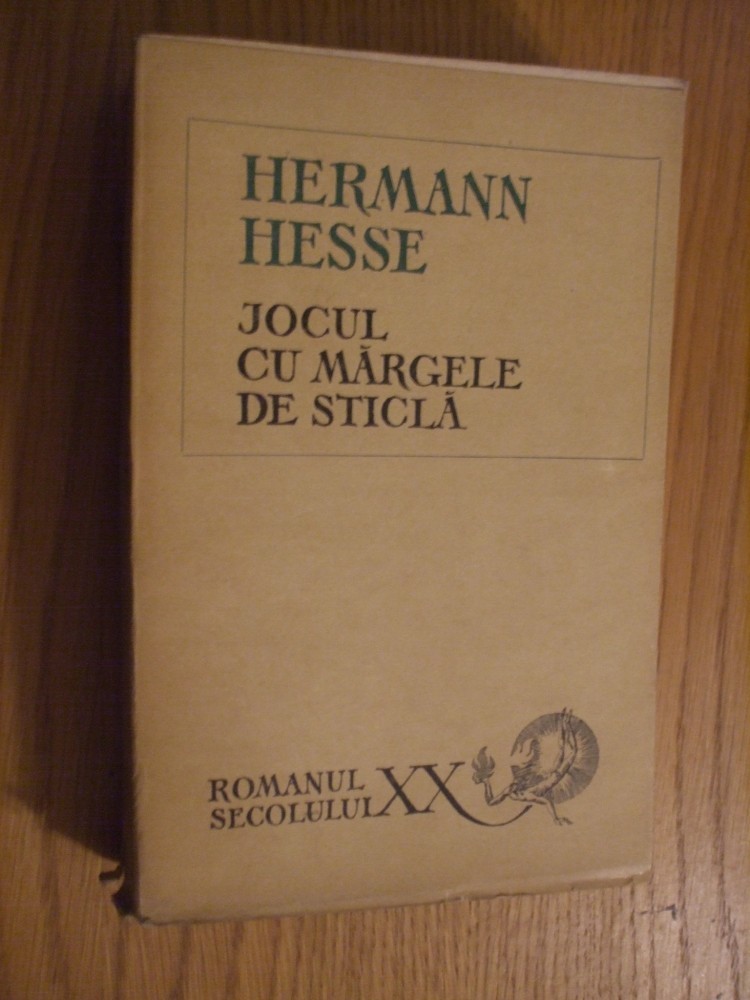 HERMANN
HESSE
JOCUL
CU MĂRGELE
DE STICLĂ
ROMANUL
SECOLULUI XX